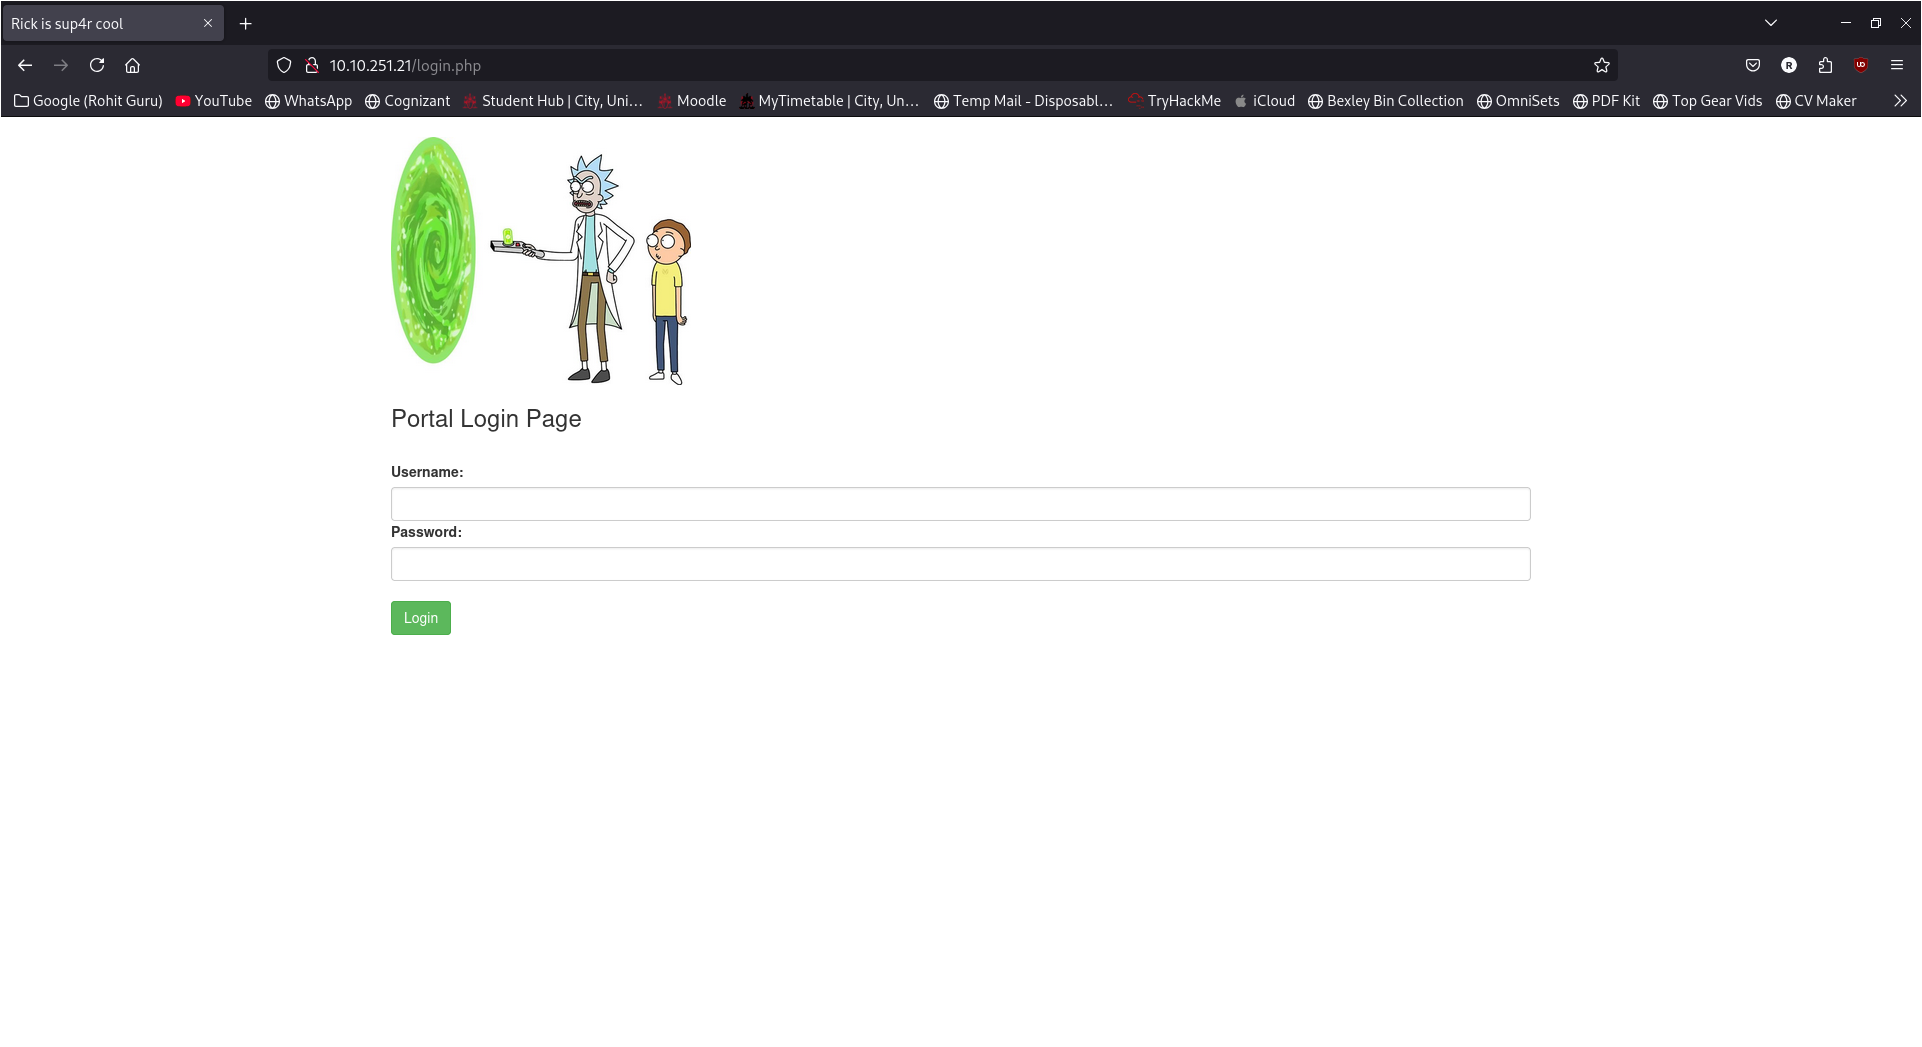 Rick is sup4r cool
10.10.251.21/login.php
Google (Rohit Guru) YouTube WhatsApp Cognizant Student Hub | City, Uni... Moodle MyTimetable | City, Un... Temp Mail - Disposabl... TryHackMe iCloud Bexley Bin Collection OmniSets PDF Kit Top Gear Vids CV Maker
Portal Login Page
Username:
Password:
Login